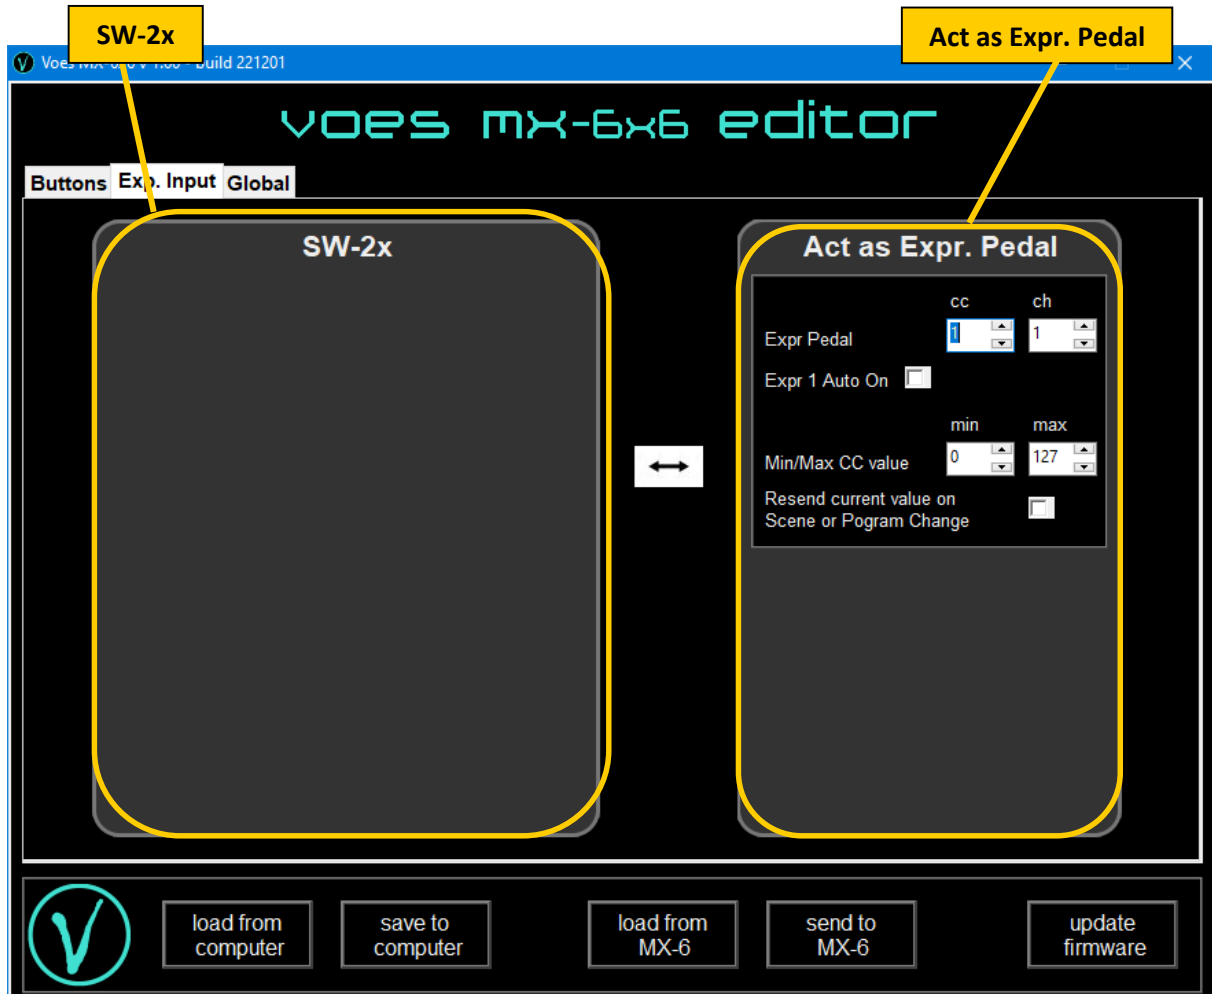 SW-2x
Act as Expr. Pedal
build 221201
voes mx-6x6 editor
Buttons Exp. Input Global
SW-2x
Act as Expr. Pedal
cc ch
Expr Pedal 1 1
Expr 1 Auto On
min max
Min/Max CC value 0 127
Resend current value on
Scene or Pogram Change
load from
computer
save to
computer
load from
MX-6
send to
MX-6
update
firmware